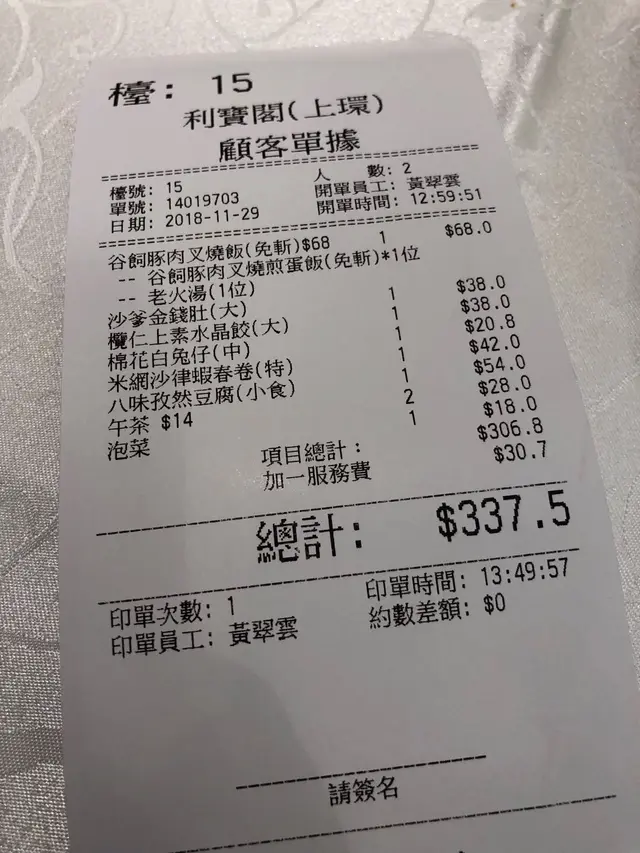 檯: 15
利寶閣(上環)
顧客單據
檯號: 15 人 數: 2
單號: 14019703 開單員工: 黃翠雲
日期: 2018-11-29 開單時間: 12:59:51
谷飼豚肉叉燒飯(免斬)$68 1 $68.0
-- 谷飼豚肉叉燒煎蛋飯(免斬)*1位
-- 老火湯(1位)
沙爹金錢肚(大) 1 $38.0
欖仁上素水晶餃(大) 1 $38.0
棉花白兔仔(中) 1 $20.8
米網沙律蝦春卷(特) 1 $42.0
八味孜然豆腐(小食) 1 $54.0
午茶 $14 2 $28.0
泡菜 1 $18.0
項目總計: $306.8
加一服務費 $30.7
總計: $337.5
印單次數: 1 印單時間: 13:49:57
印單員工: 黃翠雲 約數差額: $0
請簽名